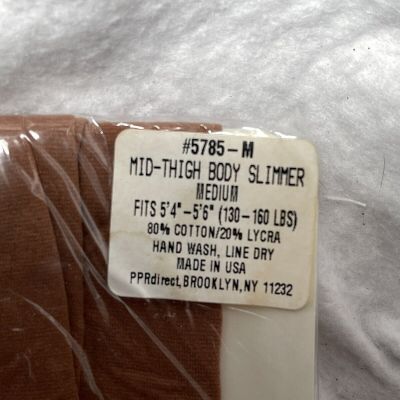 #5785-M
MID-THIGH BODY SLIMMER
MEDIUM
FITS 5'4"-5'6" (130-160 LBS)
80% COTTON/20% LYCRA
HAND WASH, LINE DRY
MADE IN USA
PPRdirect, BROOKLYN, NY 11232